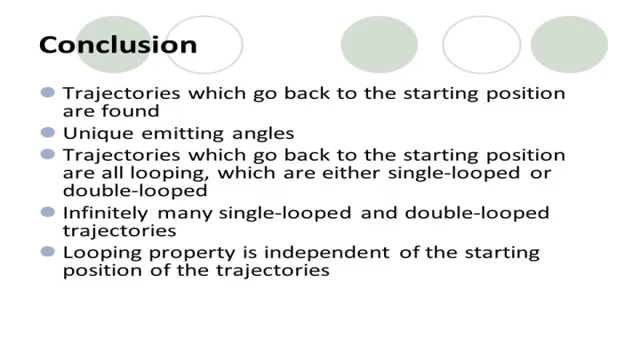 Conclusion
Trajectories which go back to the starting position
are found
Unique emitting angles
Trajectories which go back to the starting position
are all looping, which are either single-looped or
double-looped
Infinitely many single-looped and double-looped
trajectories
Looping property is independent of the starting
position of the trajectories